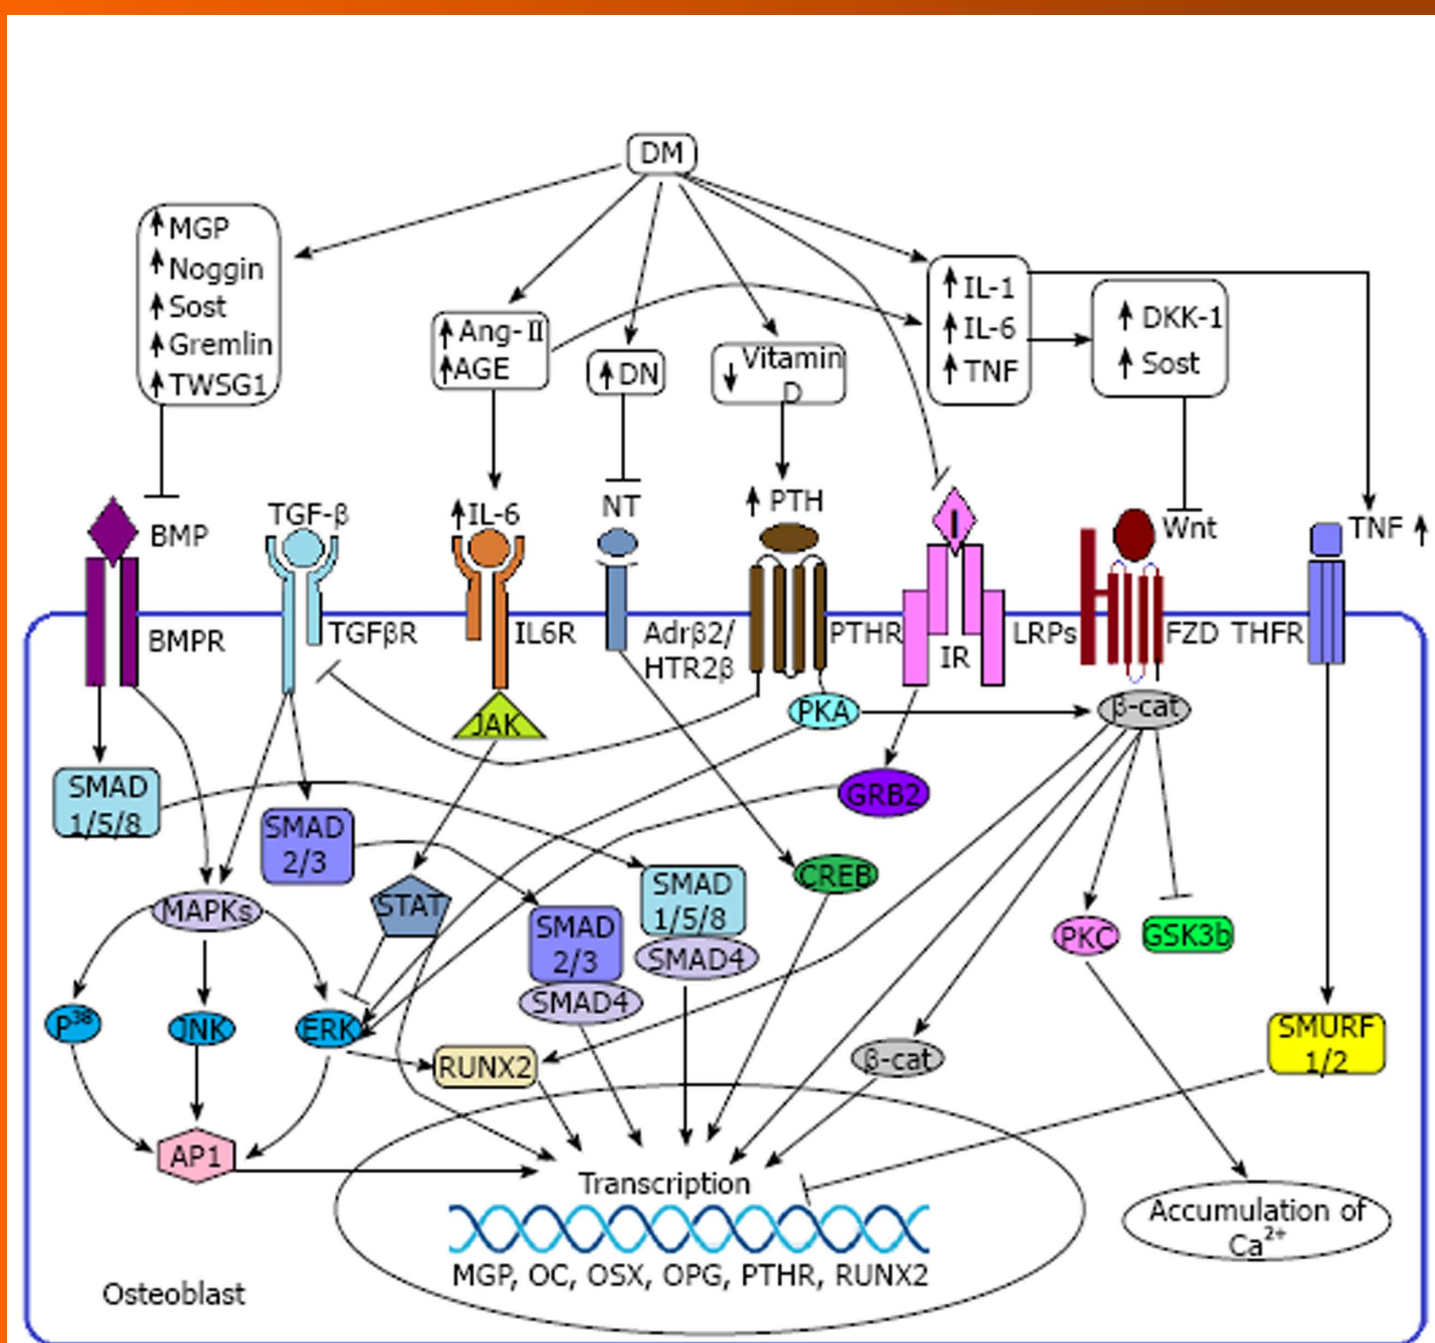 DM
MGP
Noggin
Sost
Gremlin
TWSG1
Ang-II
AGE
DN
Vitamin
D
IL-1
IL-6
TNF
DKK-1
Sost
BMP
TGF-β
IL-6
NT
PTH
I
Wnt
TNF
BMPR
TGFβR
IL6R
Adrβ2/
HTR2β
PTHR
IR
LRPs
FZD
THFR
JAK
PKA
β-cat
SMAD
1/5/8
SMAD
2/3
GRB2
MAPKs
STAT
SMAD
2/3
SMAD4
SMAD
1/5/8
SMAD4
CREB
PKC
GSK3b
P38
JNK
ERK
RUNX2
β-cat
SMURF
1/2
AP1
Transcription
MGP, OC, OSX, OPG, PTHR, RUNX2
Accumulation of
Ca2+
Osteoblast